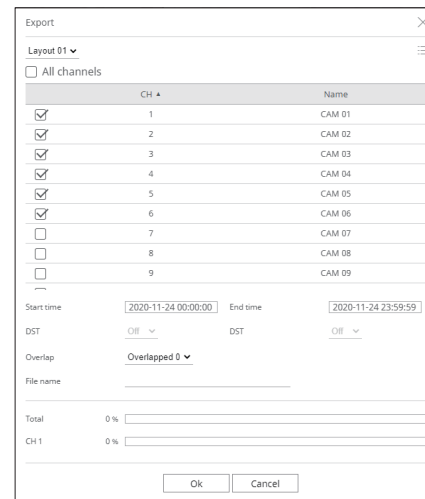 Export
Layout 01
All channels
CH ▲ Name
1 CAM 01
2 CAM 02
3 CAM 03
4 CAM 04
5 CAM 05
6 CAM 06
7 CAM 07
8 CAM 08
9 CAM 09
Start time 2020-11-24 00:00:00 End time 2020-11-24 23:59:59
DST Off DST Off
Overlap Overlapped 0
File name
Total 0 %
CH 1 0 %
Ok Cancel